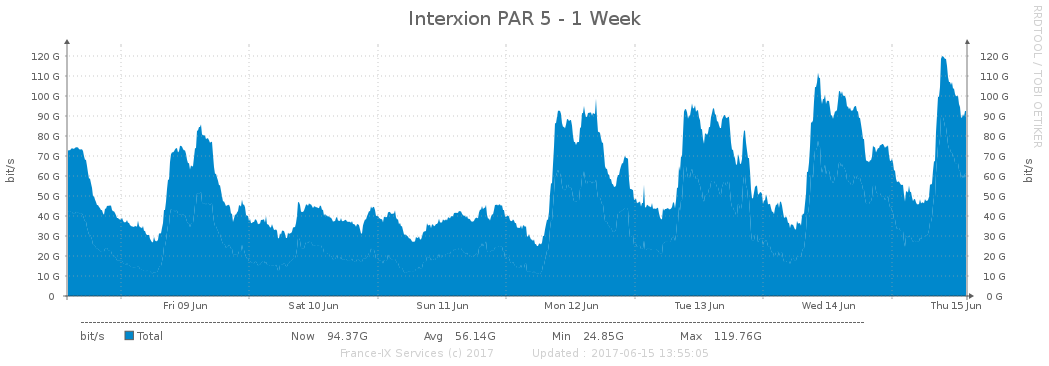 Interxion PAR 5 - 1 Week
RRDTOOL / TOBI OETIKER
bit/s
120 G
110 G
100 G
90 G
80 G
70 G
60 G
50 G
40 G
30 G
20 G
10 G
0
120 G
110 G
100 G
90 G
80 G
70 G
60 G
50 G
40 G
30 G
20 G
10 G
0 G
bit/s
Fri 09 Jun Sat 10 Jun Sun 11 Jun Mon 12 Jun Tue 13 Jun Wed 14 Jun Thu 15 Jun
bit/s Total Now 94.37G Avg 56.14G Min 24.85G Max 119.76G
France-IX Services (c) 2017 Updated : 2017-06-15 13:55:05